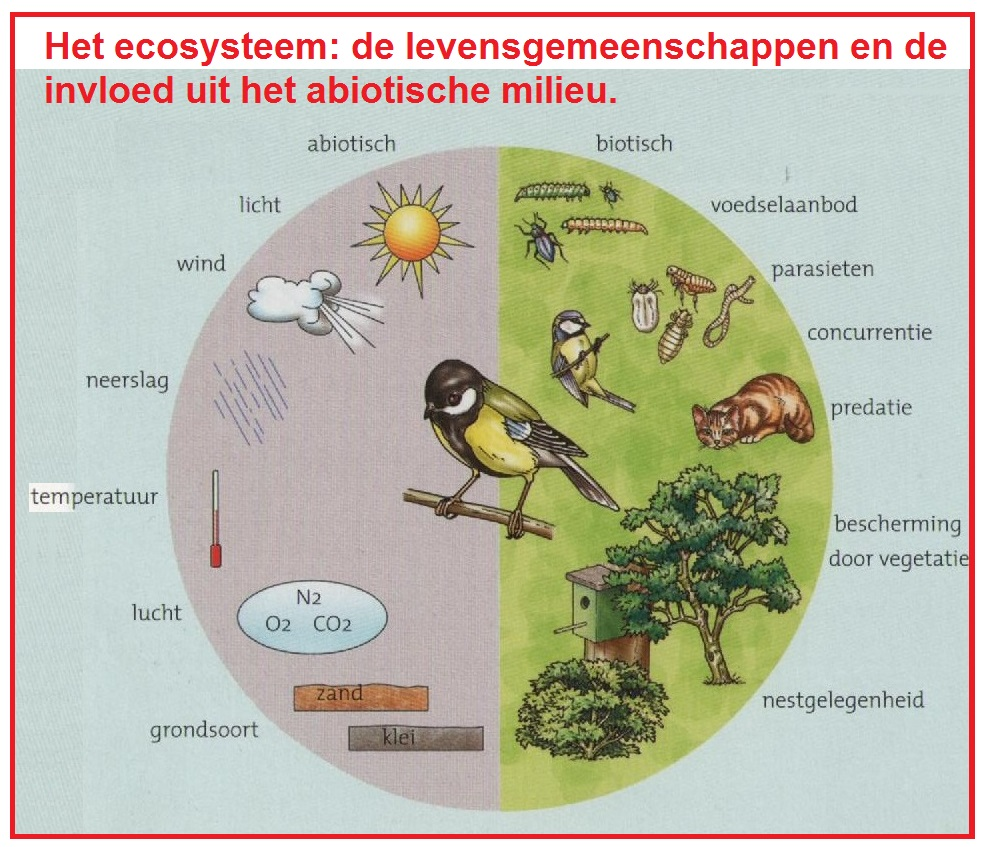 Het ecosysteem: de levensgemeenschappen en de
invloed uit het abiotische milieu.
abiotisch
licht
wind
neerslag
temperatuur
lucht
N2
O2 CO2
zand
grondsoort
klei
biotisch
voedselaanbod
parasieten
concurrentie
predatie
bescherming
door vegetatie
nestgelegenheid